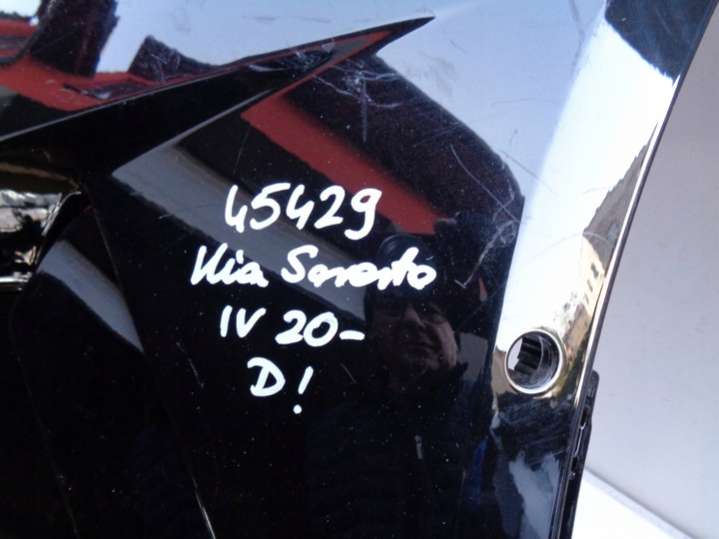 45429
Kia Sorento
IV 20-
D!